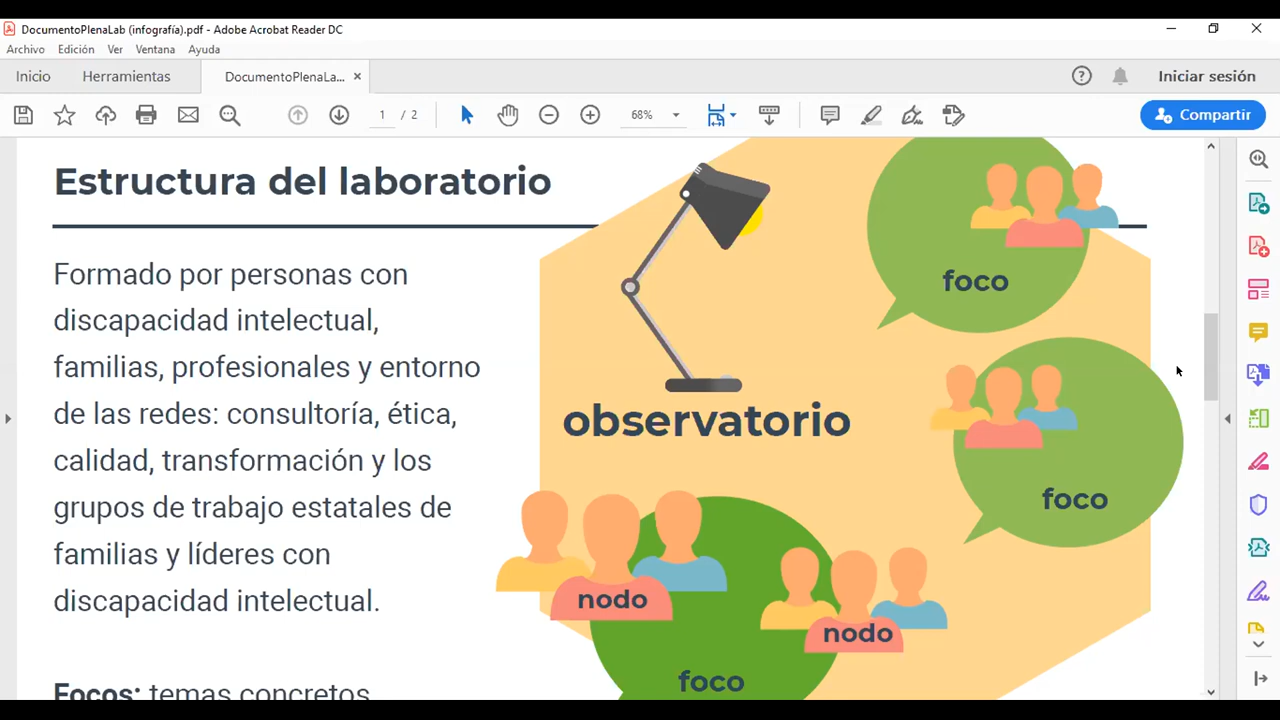 DocumentoPlenaLab (infografía).pdf - Adobe Acrobat Reader DC
Archivo Edición Ver Ventana Ayuda
Inicio Herramientas DocumentoPlenaLa... Iniciar sesión
1 / 2 68% Compartir
Estructura del laboratorio
Formado por personas con
discapacidad intelectual,
familias, profesionales y entorno
de las redes: consultoría, ética,
calidad, transformación y los
grupos de trabajo estatales de
familias y líderes con
discapacidad intelectual.
Focos: temas concretos
foco
observatorio
foco
nodo
nodo
foco